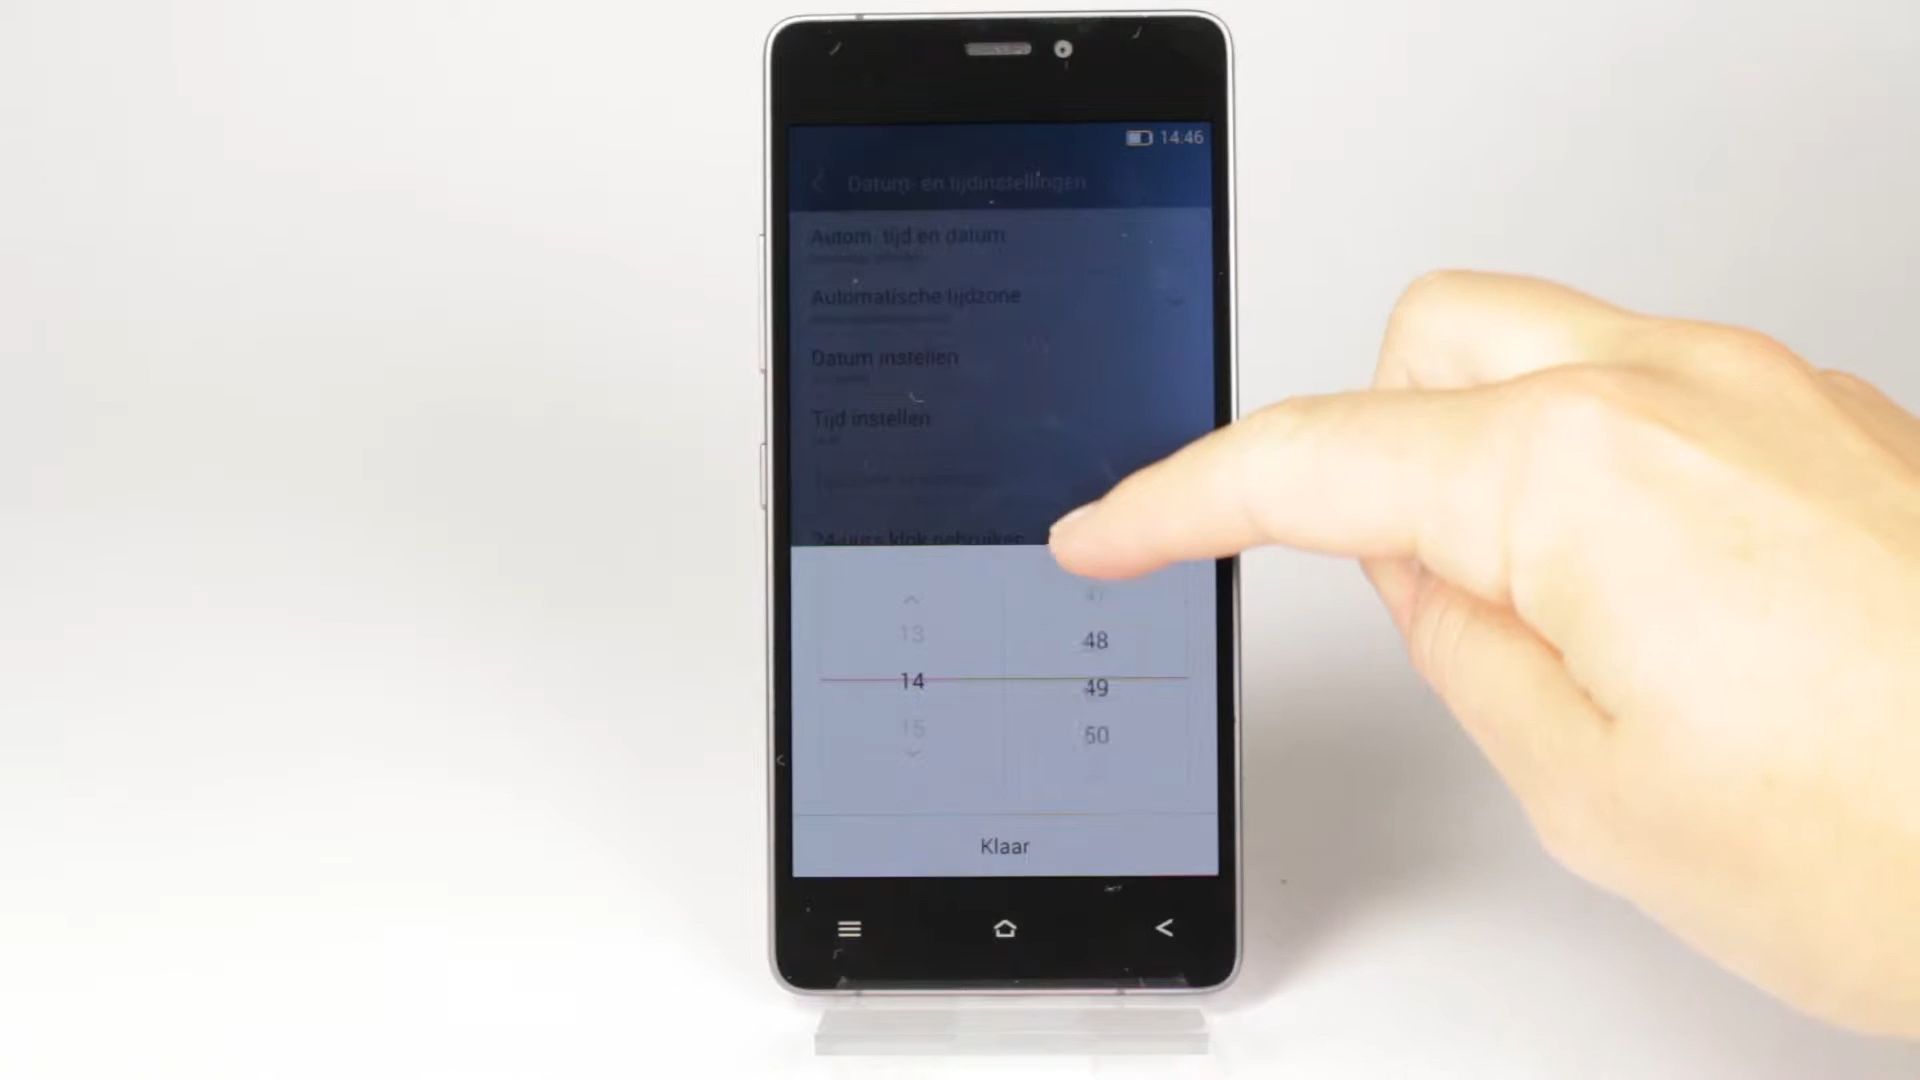 14:46
Datum- en tijdinstellingen
Autom. tijd en datum
Automatische tijdzone
Datum instellen
Tijd instellen
24-uurs klok gebruiken
47
13 48
14 49
15 50
Klaar